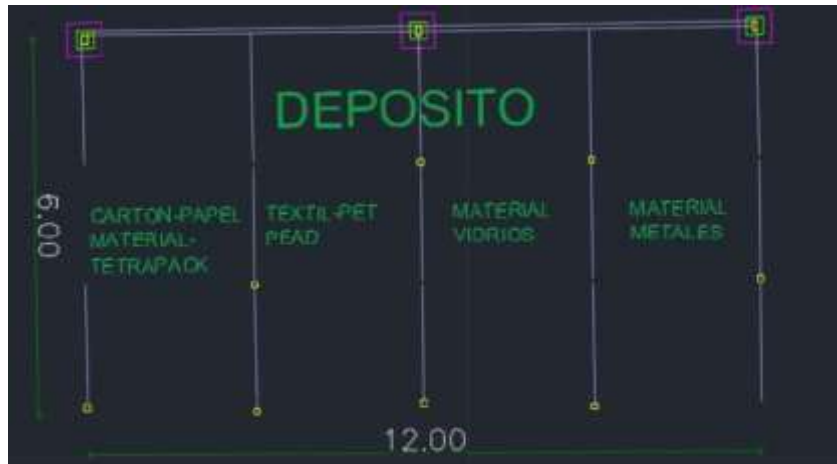 DEPOSITO
6.00
CARTON-PAPEL
MATERIAL-
TETRAPACK
TEXTIL-PET
PEAD
MATERIAL
VIDRIOS
MATERIAL
METALES
12.00